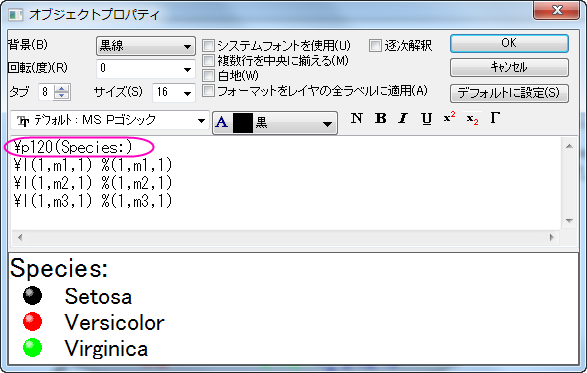 オブジェクトプロパティ
背景(B) 黒線 システムフォントを使用(U) 逐次解釈 OK
回転(度)(R) 0 複数行を中央に揃える(M) キャンセル
白地(W)
タブ 8 サイズ(S) 16 フォーマットをレイヤの全ラベルに適用(A) デフォルトに設定(S)
デフォルト: MS Pゴシック A 黒 N B I U x² x₂ Γ
¥p120(Species:)
¥l(1,m1,1) %(1,m1,1)
¥l(1,m2,1) %(1,m2,1)
¥l(1,m3,1) %(1,m3,1)
Species:
Setosa
Versicolor
Virginica